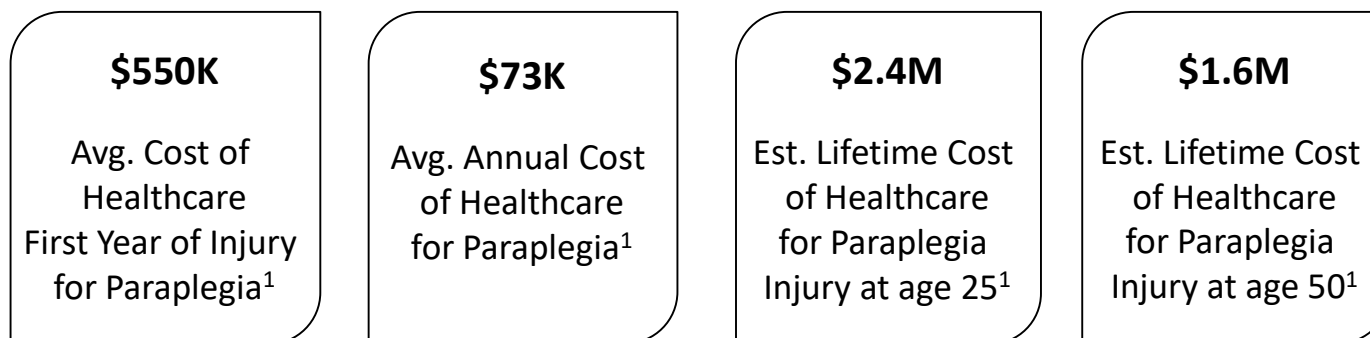 $550K
Avg. Cost of
Healthcare
First Year of Injury
for Paraplegia¹
$73K
Avg. Annual Cost
of Healthcare
for Paraplegia¹
$2.4M
Est. Lifetime Cost
of Healthcare
for Paraplegia
Injury at age 25¹
$1.6M
Est. Lifetime Cost
of Healthcare
for Paraplegia
Injury at age 50¹